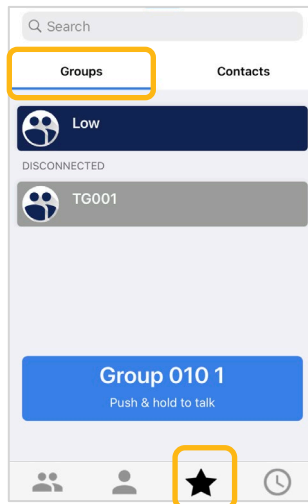 Search
Groups Contacts
Low
DISCONNECTED
TG001
Group 010 1
Push & hold to talk